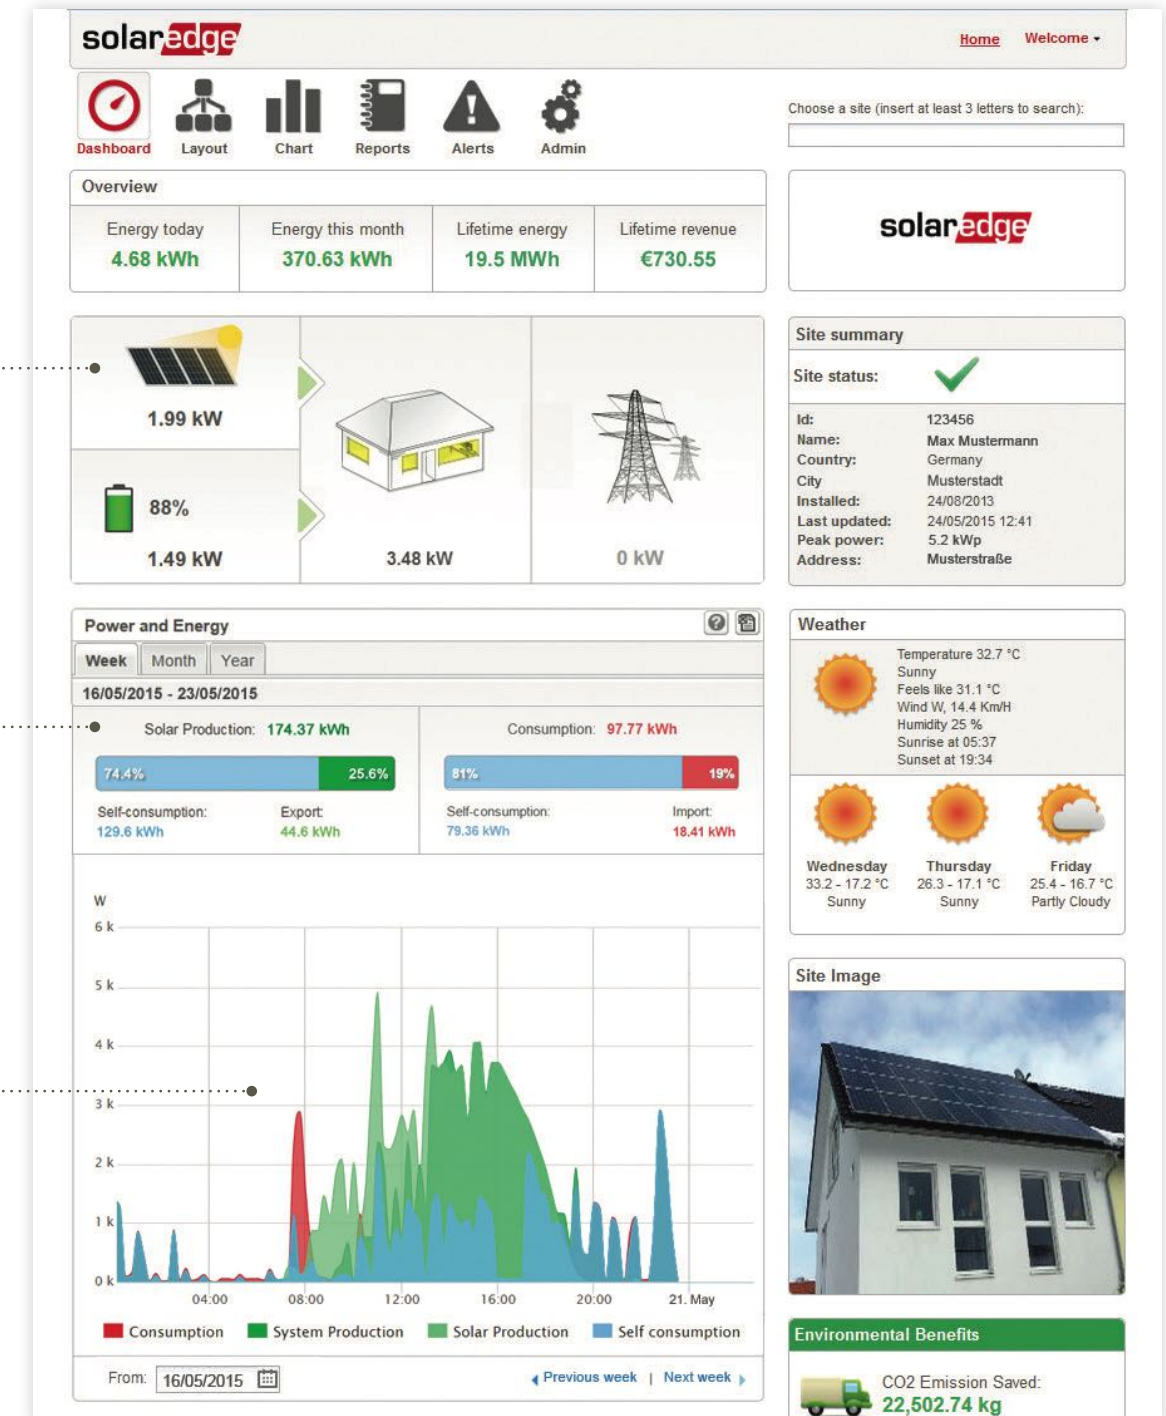 solaredge
Home Welcome
Dashboard Layout Chart Reports Alerts Admin
Choose a site (insert at least 3 letters to search):
Overview
Energy today Energy this month Lifetime energy Lifetime revenue
4.68 kWh 370.63 kWh 19.5 MWh €730.55
solaredge
1.99 kW
88%
1.49 kW 3.48 kW 0 kW
Site summary
Site status:
Id: 123456
Name: Max Mustermann
Country: Germany
City Musterstadt
Installed: 24/08/2013
Last updated: 24/05/2015 12:41
Peak power: 5.2 kWp
Address: Musterstraße
Power and Energy
?
Week Month Year
16/05/2015 - 23/05/2015
Solar Production: 174.37 kWh Consumption: 97.77 kWh
74.4% 25.6% 81% 19%
Self-consumption: Export: Self-consumption: Import:
129.6 kWh 44.6 kWh 79.36 kWh 18.41 kWh
W
6 k
5 k
4 k
3 k
2 k
1 k
0 k
04:00 08:00 12:00 16:00 20:00 21. May
Consumption System Production Solar Production Self consumption
From: 16/05/2015 Previous week | Next week
Weather
Temperature 32.7 °C
Sunny
Feels like 31.1 °C
Wind W, 14.4 Km/H
Humidity 25 %
Sunrise at 05:37
Sunset at 19:34
Wednesday Thursday Friday
33.2 - 17.2 °C 26.3 - 17.1 °C 25.4 - 16.7 °C
Sunny Sunny Partly Cloudy
Site Image
Environmental Benefits
CO2 Emission Saved:
22,502.74 kg